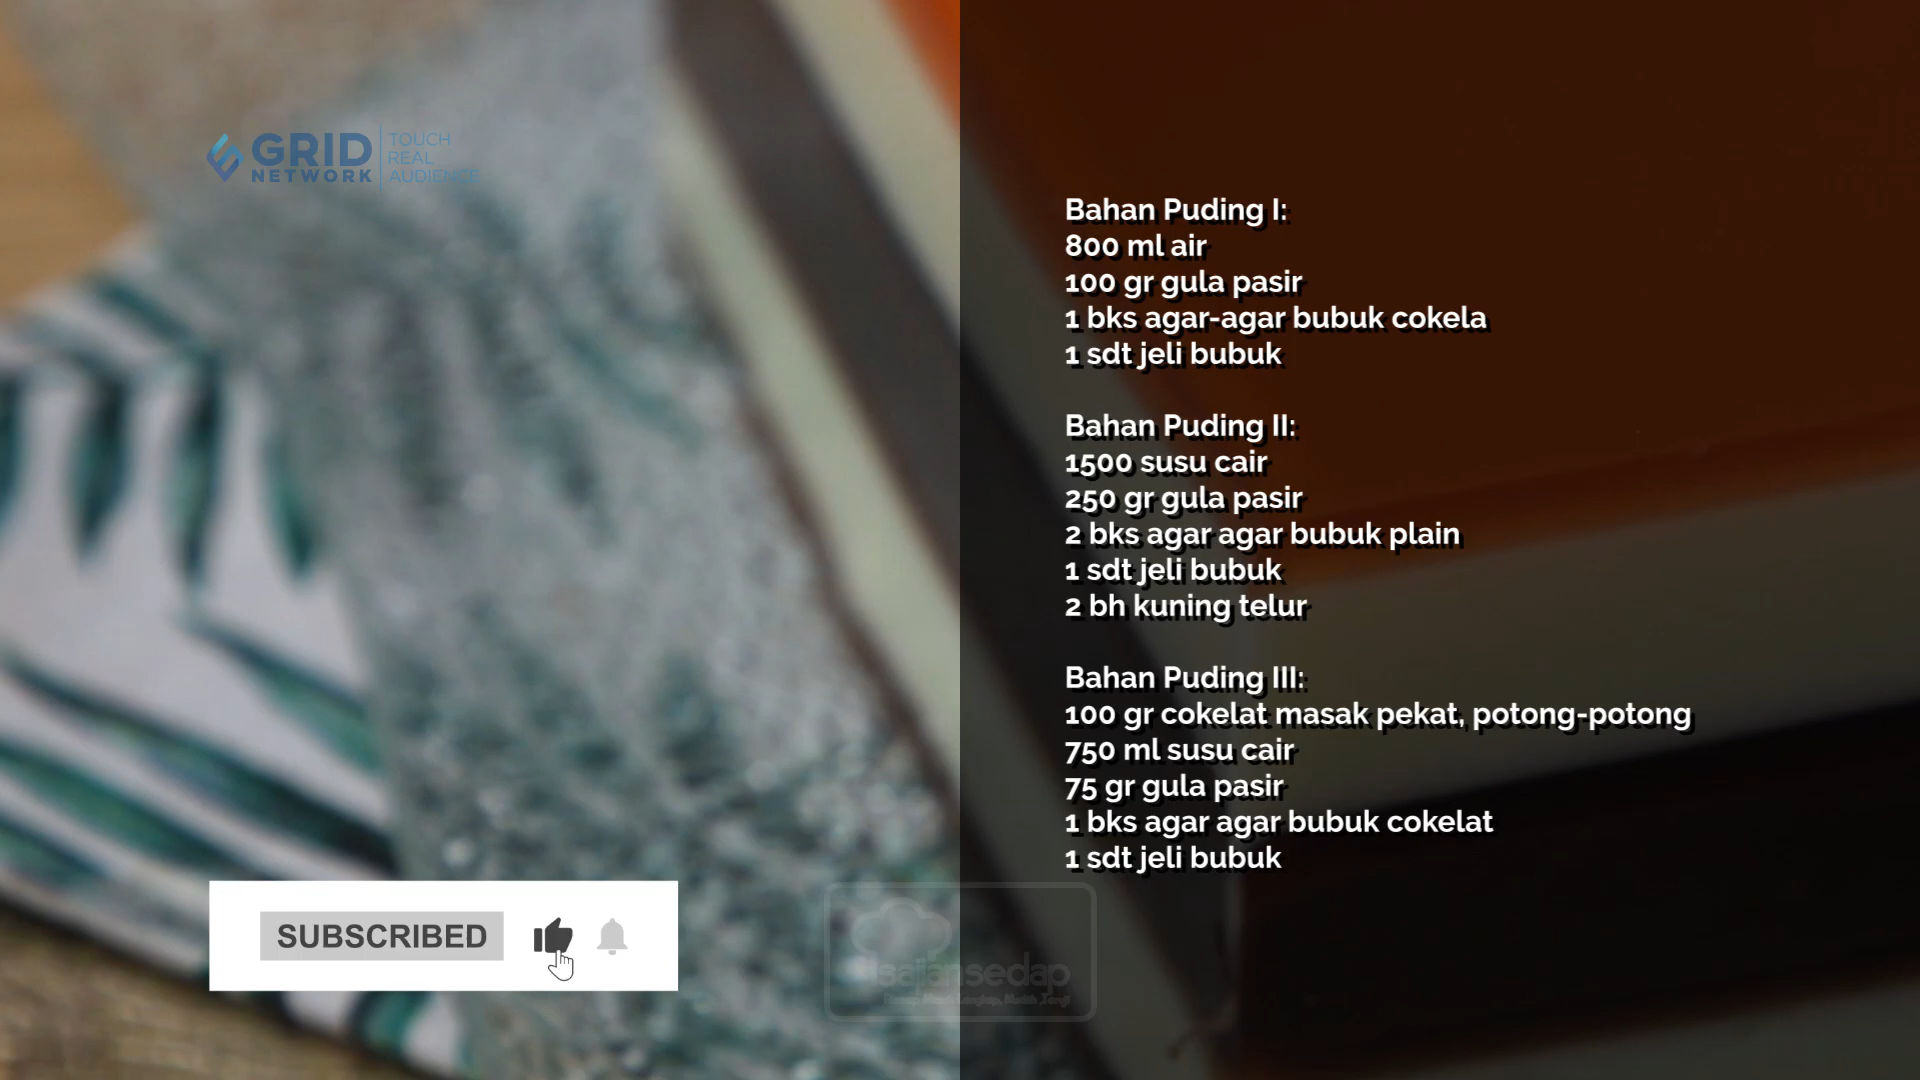 GRID
NETWORK
TOUCH
REAL
AUDIENCE
Bahan Puding I:
800 ml air
100 gr gula pasir
1 bks agar-agar bubuk cokela
1 sdt jeli bubuk
Bahan Puding II:
1500 susu cair
250 gr gula pasir
2 bks agar agar bubuk plain
1 sdt jeli bubuk
2 bh kuning telur
Bahan Puding III:
100 gr cokelat masak pekat, potong-potong
750 ml susu cair
75 gr gula pasir
1 bks agar agar bubuk cokelat
1 sdt jeli bubuk
SUBSCRIBED
sajiansedap